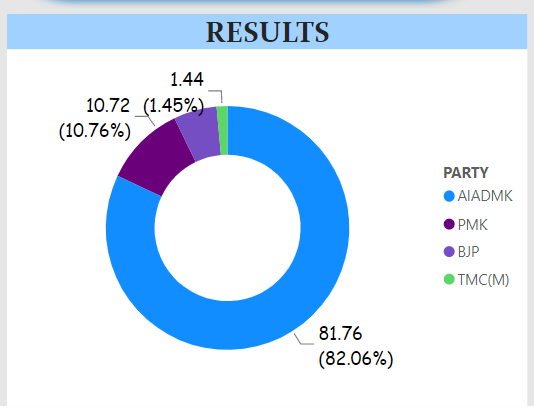 RESULTS
1.44
(1.45%)
10.72
(10.76%)
81.76
(82.06%)
PARTY
AIADMK
PMK
BJP
TMC(M)